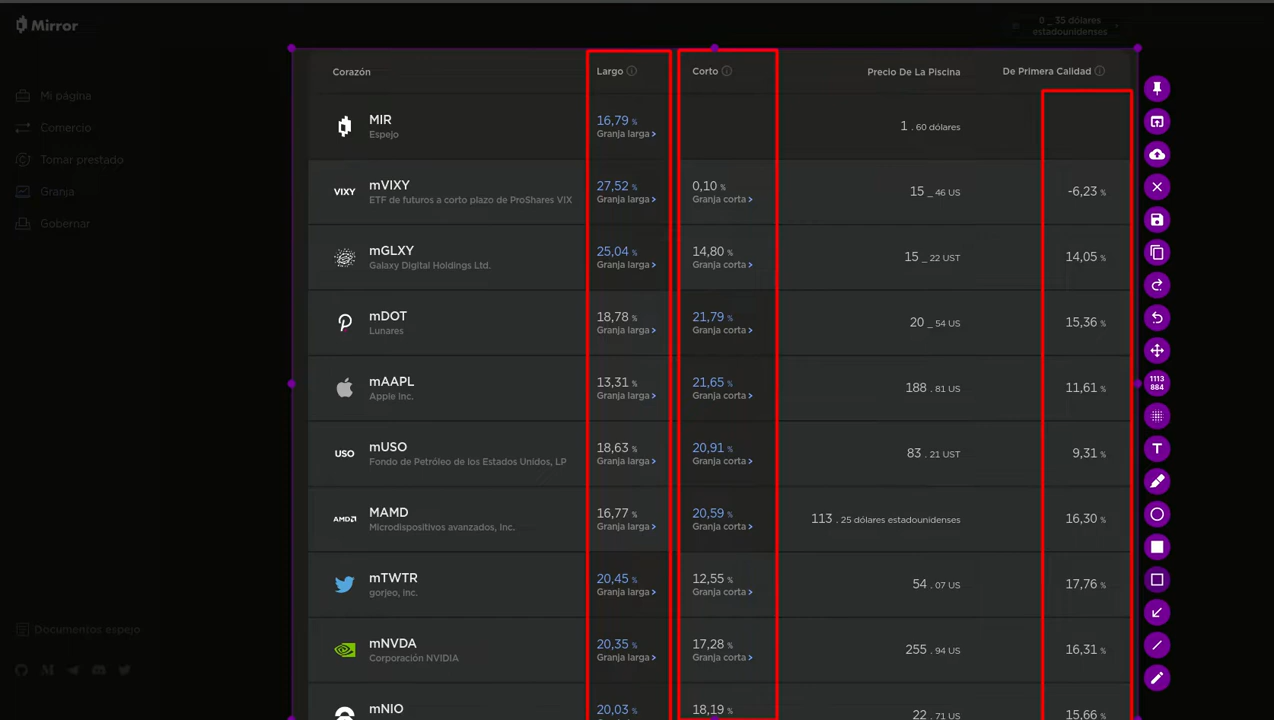 Mirror
0 _ 35 dólares
estadounidenses
Mi página
Comercio
Tomar prestado
Granja
Gobernar
Documentos espejo
Corazón
Largo
Corto
Precio De La Piscina
De Primera Calidad
MIR
Espejo
16,79 %
Granja larga >
1 . 60 dólares
VIXY
mVIXY
ETF de futuros a corto plazo de ProShares VIX
27,52 %
Granja larga >
0,10 %
Granja corta >
15 _ 46 US
-6,23 %
mGLXY
Galaxy Digital Holdings Ltd.
25,04 %
Granja larga >
14,80 %
Granja corta >
15 _ 22 UST
14,05 %
mDOT
Lunares
18,78 %
Granja larga >
21,79 %
Granja corta >
20 _ 54 US
15,36 %
mAAPL
Apple Inc.
13,31 %
Granja larga >
21,65 %
Granja corta >
188 . 81 US
11,61 %
USO
mUSO
Fondo de Petróleo de los Estados Unidos, LP
18,63 %
Granja larga >
20,91 %
Granja corta >
83 . 21 UST
9,31 %
AMD
MAMD
Microdispositivos avanzados, Inc.
16,77 %
Granja larga >
20,59 %
Granja corta >
113 . 25 dólares estadounidenses
16,30 %
mTWTR
gorjeo, inc.
20,45 %
Granja larga >
12,55 %
Granja corta >
54 . 07 US
17,76 %
mNVDA
Corporación NVIDIA
20,35 %
Granja larga >
17,28 %
Granja corta >
255 . 94 US
16,31 %
mNIO
20,03 %
18,19 %
22 . 71 US
15,66 %
1113
884
T